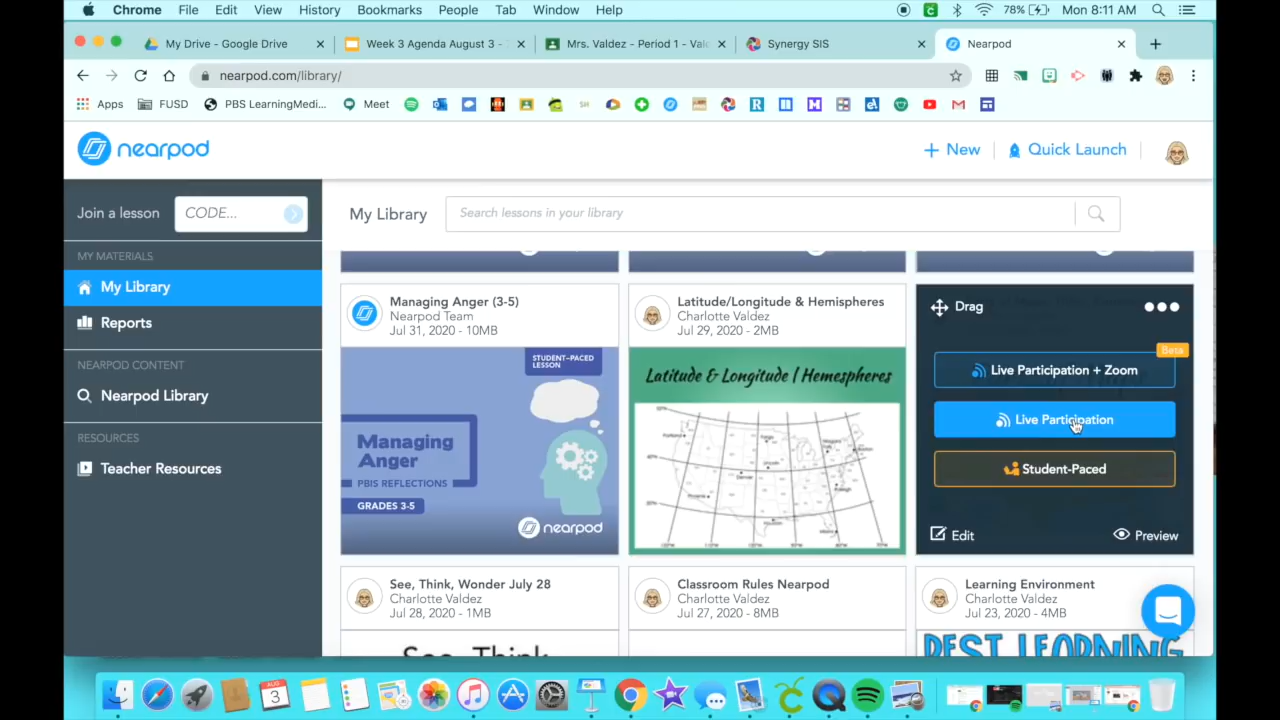 Chrome File Edit View History Bookmarks People Tab Window Help 78% Mon 8:11 AM
My Drive - Google Drive Week 3 Agenda August 3 - Mrs. Valdez - Period 1 - Synergy SIS Nearpod
nearpod.com/library/
Apps FUSD PBS LearningMedi... Meet
nearpod
+ New Quick Launch
Join a lesson CODE...
My Library Search lessons in your library
MY MATERIALS
My Library
Reports
NEARPOD CONTENT
Nearpod Library
RESOURCES
Teacher Resources
Managing Anger (3-5)
Nearpod Team
Jul 31, 2020 - 10MB
STUDENT-PACED
LESSON
Managing
Anger
PBIS REFLECTIONS
GRADES 3-5
nearpod
Latitude/Longitude & Hemispheres
Charlotte Valdez
Jul 29, 2020 - 2MB
Latitude & Longitude | Hemespheres
Drag
Beta
Live Participation + Zoom
Live Participation
Student-Paced
Edit Preview
See, Think, Wonder July 28
Charlotte Valdez
Jul 28, 2020 - 1MB
See, Think,
Classroom Rules Nearpod
Charlotte Valdez
Jul 27, 2020 - 8MB
Learning Environment
Charlotte Valdez
Jul 23, 2020 - 4MB
BEST LEARNING
AUG
3